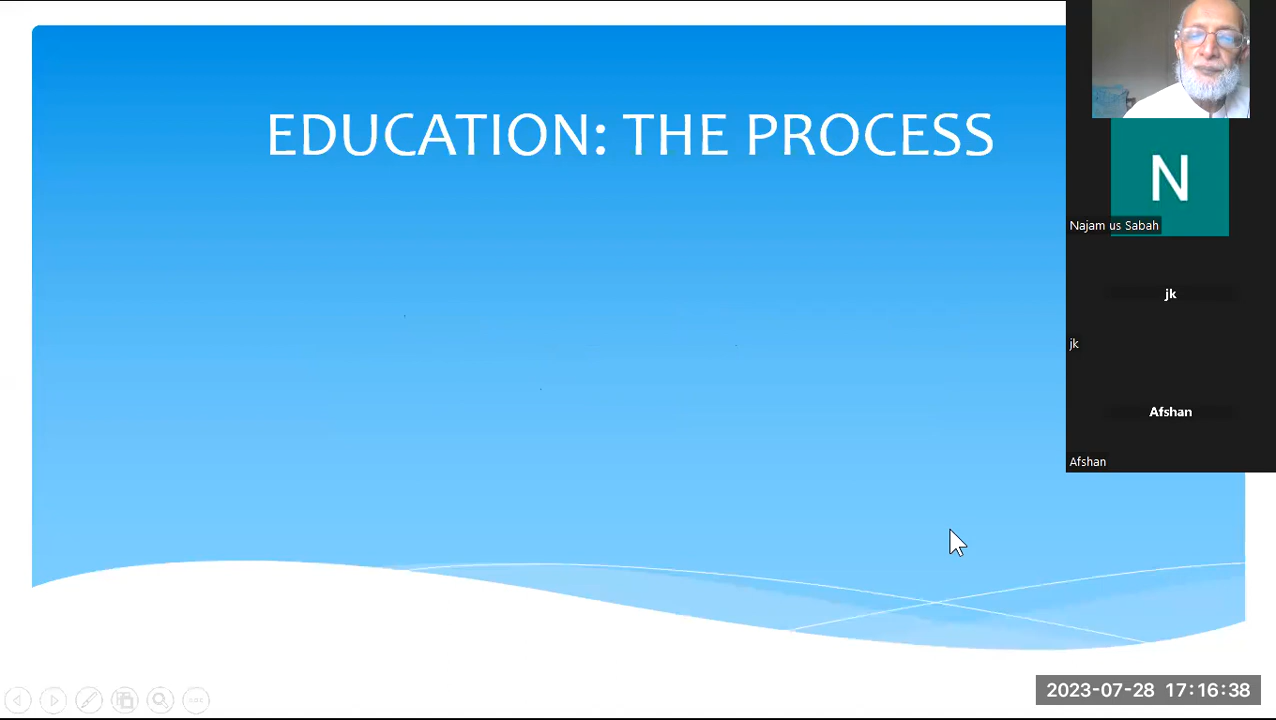 EDUCATION: THE PROCESS
N
Najam us Sabah
jk
jk
Afshan
Afshan
2023-07-28 17:16:38